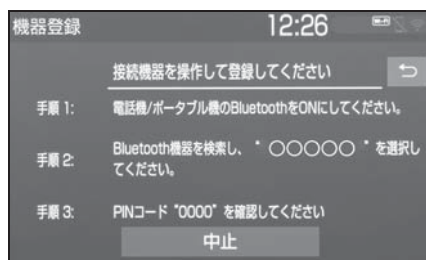 機器登録 12:26
接続機器を操作して登録してください
手順 1: 電話機/ポータブル機のBluetoothをONにしてください。
手順 2: Bluetooth機器を検索し、"○○○○○"を選択し
てください。
手順 3: PINコード"0000"を確認してください
中止